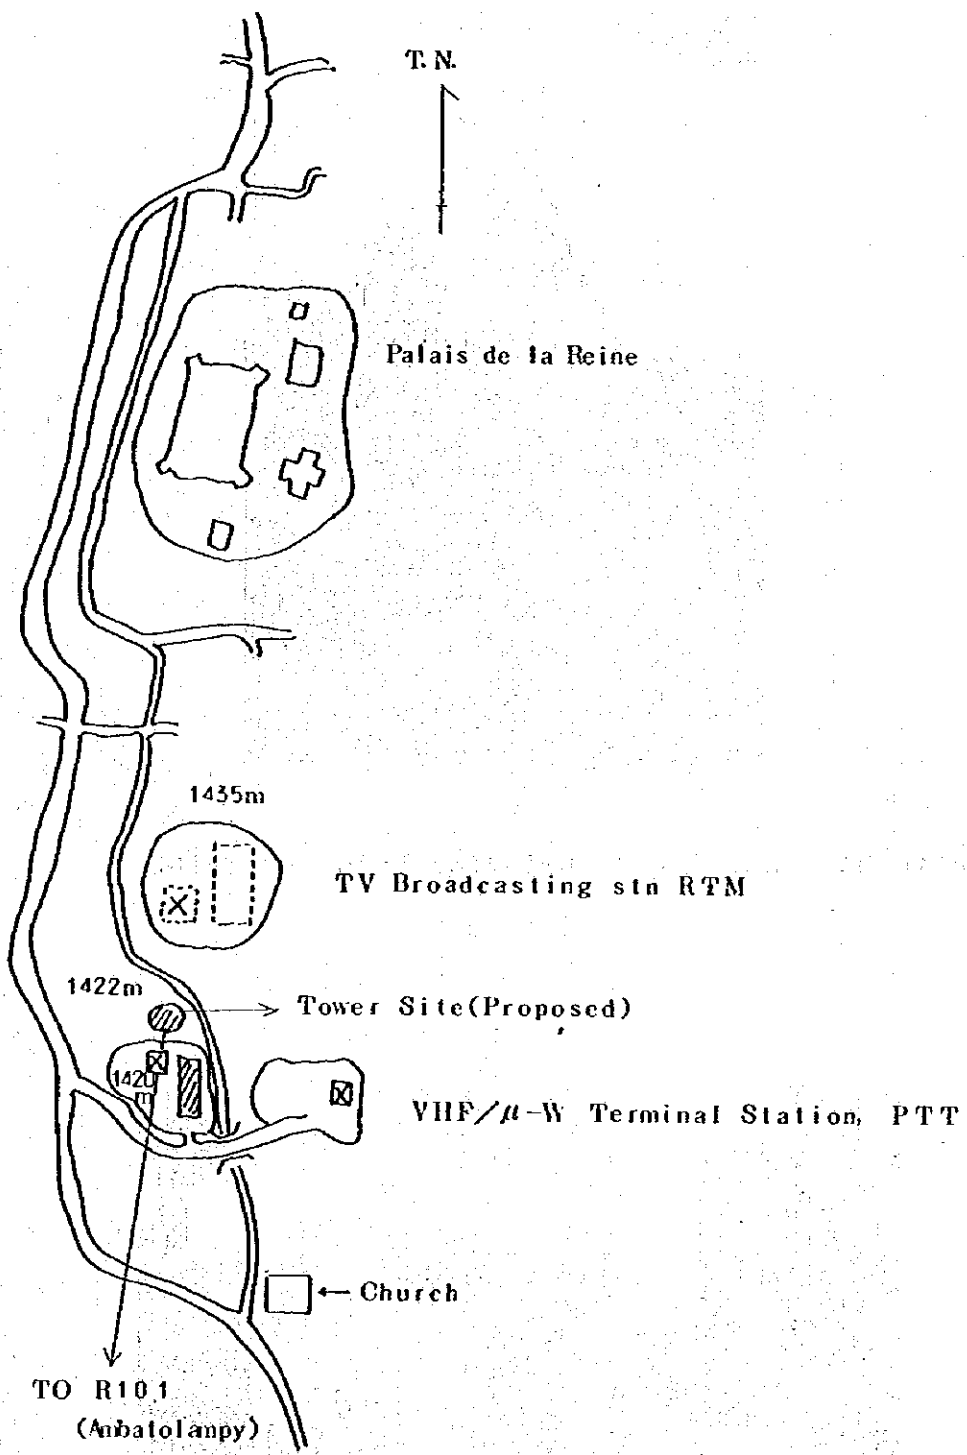 T.N.
Palais de la Reine
1435m
TV Broadcasting stn RTM
1422m
Tower Site(Proposed)
1420
m
VHF/μ-W Terminal Station, PTT
← Church
TO R101
(Ambatolampy)